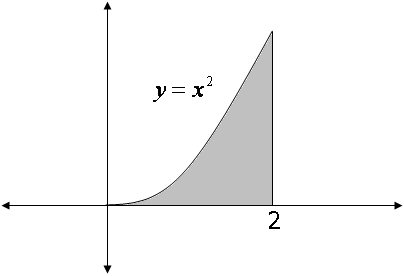 y = x²
2